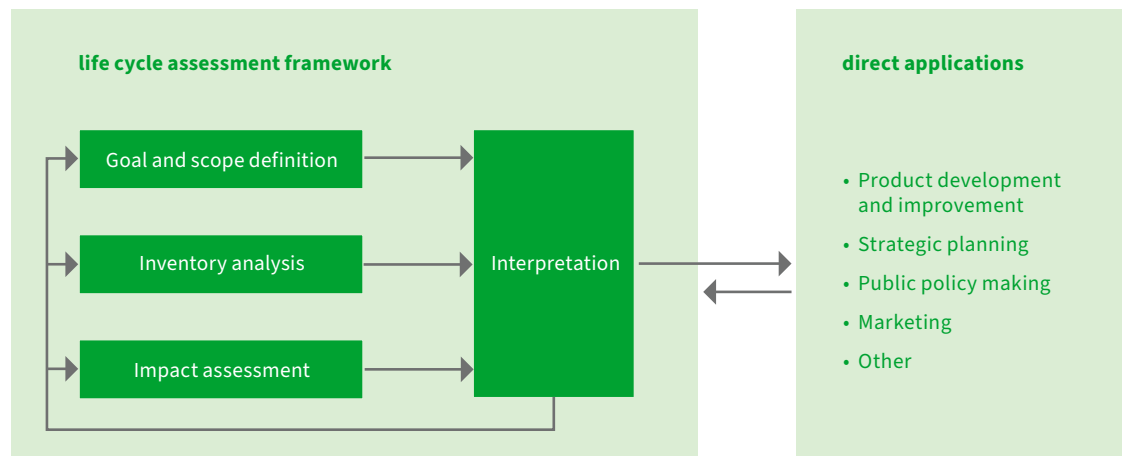 life cycle assessment framework
Goal and scope definition
Inventory analysis
Impact assessment
Interpretation
direct applications
• Product development
and improvement
• Strategic planning
• Public policy making
• Marketing
• Other